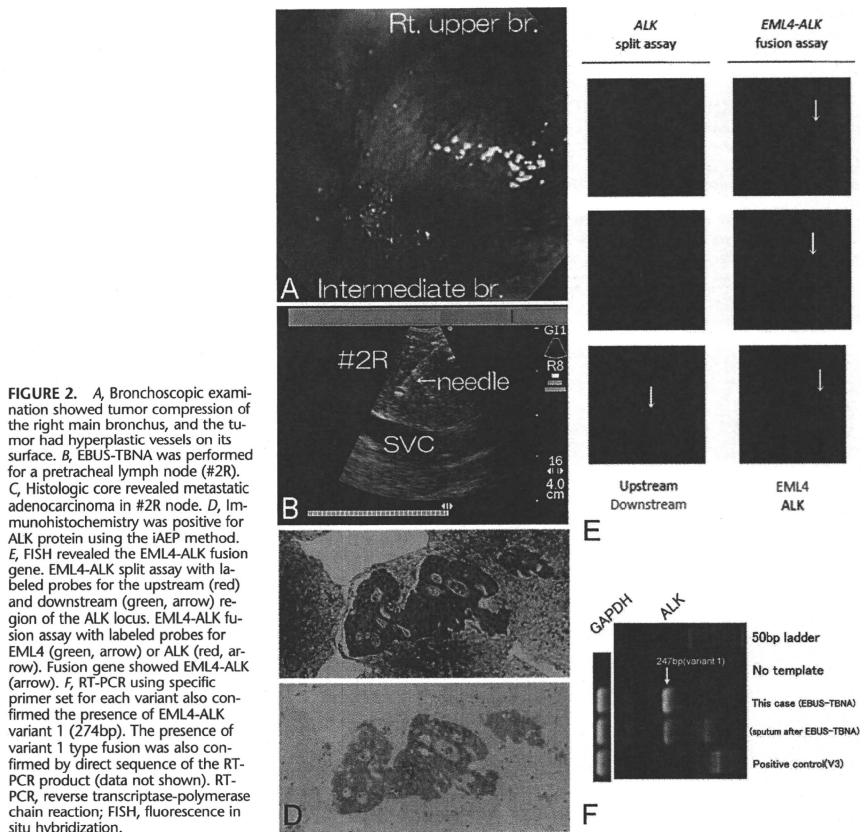 Rt. upper br.
A Intermediate br.
GI1
#2R
R8
←needle
SVC
16
4.0
cm
B
D
ALK
split assay
EML4-ALK
fusion assay
Upstream
Downstream
EML4
ALK
E
GAPDH
ALK
50bp ladder
247bp(variant 1)
No template
This case (EBUS-TBNA)
(sputum after EBUS-TBNA)
Positive control(V3)
F
FIGURE 2. A, Bronchoscopic exami-
nation showed tumor compression of
the right main bronchus, and the tu-
mor had hyperplastic vessels on its
surface. B, EBUS-TBNA was performed
for a pretracheal lymph node (#2R).
C, Histologic core revealed metastatic
adenocarcinoma in #2R node. D, Im-
munohistochemistry was positive for
ALK protein using the iAEP method.
E, FISH revealed the EML4-ALK fusion
gene. EML4-ALK split assay with la-
beled probes for the upstream (red)
and downstream (green, arrow) re-
gion of the ALK locus. EML4-ALK fu-
sion assay with labeled probes for
EML4 (green, arrow) or ALK (red, ar-
row). Fusion gene showed EML4-ALK
(arrow). F, RT-PCR using specific
primer set for each variant also con-
firmed the presence of EML4-ALK
variant 1 (274bp). The presence of
variant 1 type fusion was also con-
firmed by direct sequence of the RT-
PCR product (data not shown). RT-
PCR, reverse transcriptase-polymerase
chain reaction; FISH, fluorescence in
situ hybridization.